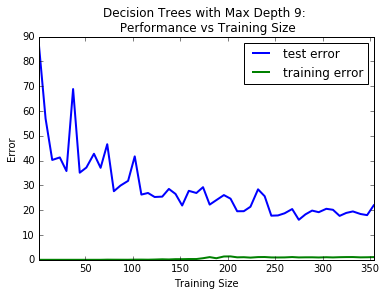 Decision Trees with Max Depth 9:
Performance vs Training Size
test error
training error
Error
90
80
70
60
50
40
30
20
10
0
50
100
150
200
250
300
350
Training Size